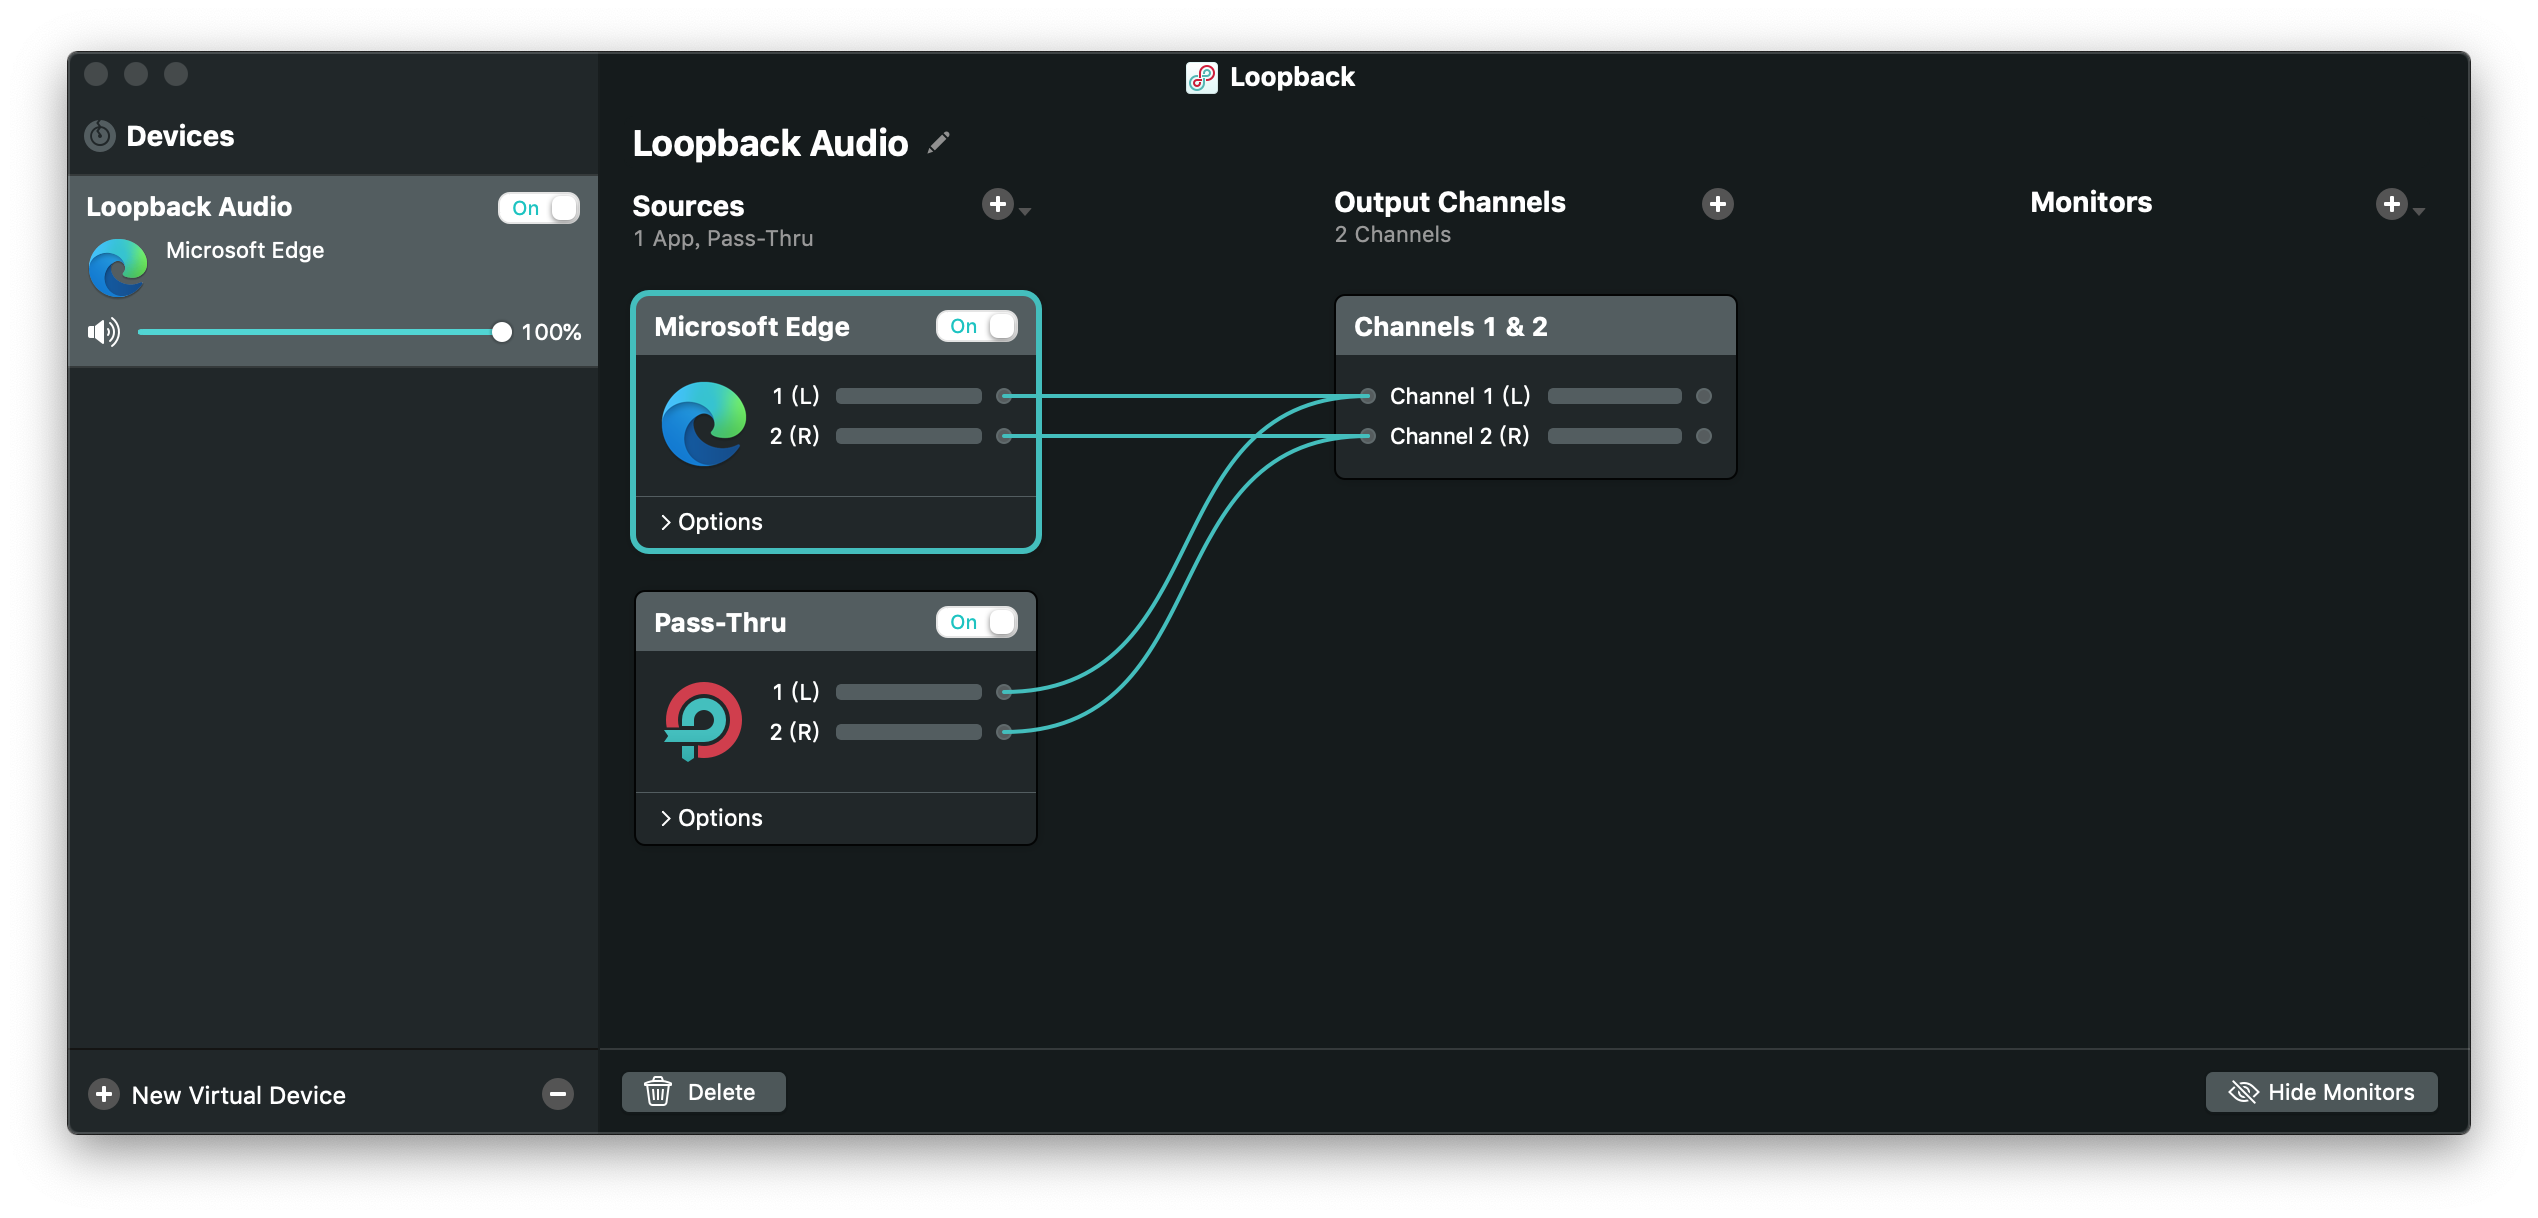 Loopback
Devices
Loopback Audio
On
Microsoft Edge
100%
New Virtual Device
Loopback Audio
Sources
1 App, Pass-Thru
Output Channels
2 Channels
Monitors
Microsoft Edge
On
1 (L)
2 (R)
Options
Pass-Thru
On
1 (L)
2 (R)
Options
Channels 1 & 2
Channel 1 (L)
Channel 2 (R)
Delete
Hide Monitors